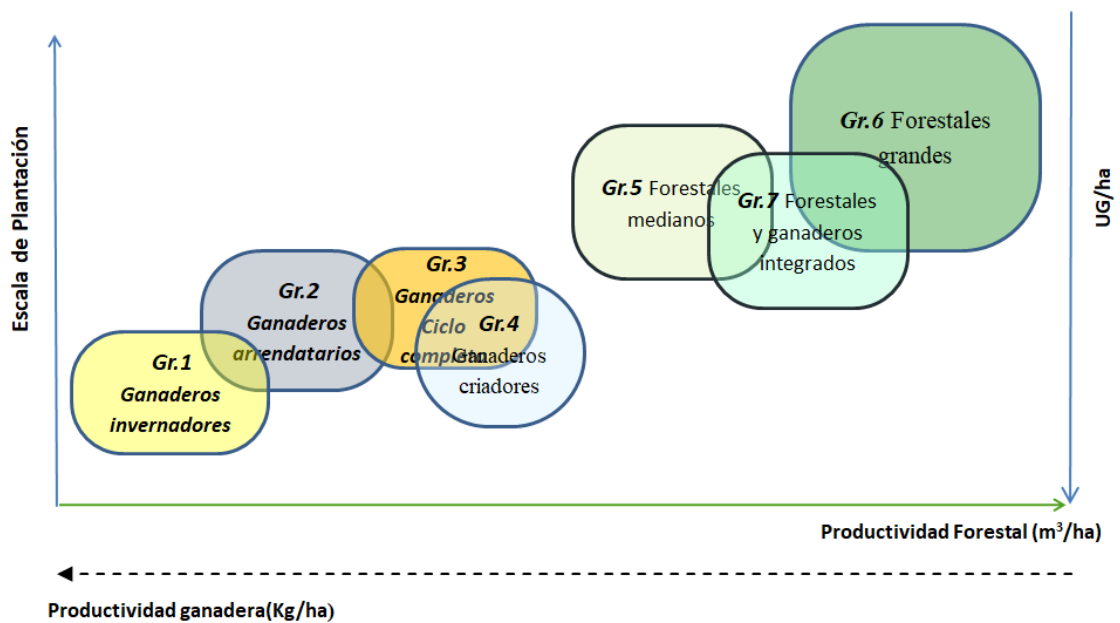 Escala de Plantación
UG/ha
Gr.6 Forestales
grandes
Gr.5 Forestales
medianos
Gr.7 Forestales
y ganaderos
integrados
Gr.3
Ganaderos
Ciclo
completo
Gr.2
Ganaderos
arrendatarios
Gr.4
Ganaderos
criadores
Gr.1
Ganaderos
invernadores
Productividad Forestal (m³/ha)
Productividad ganadera(Kg/ha)